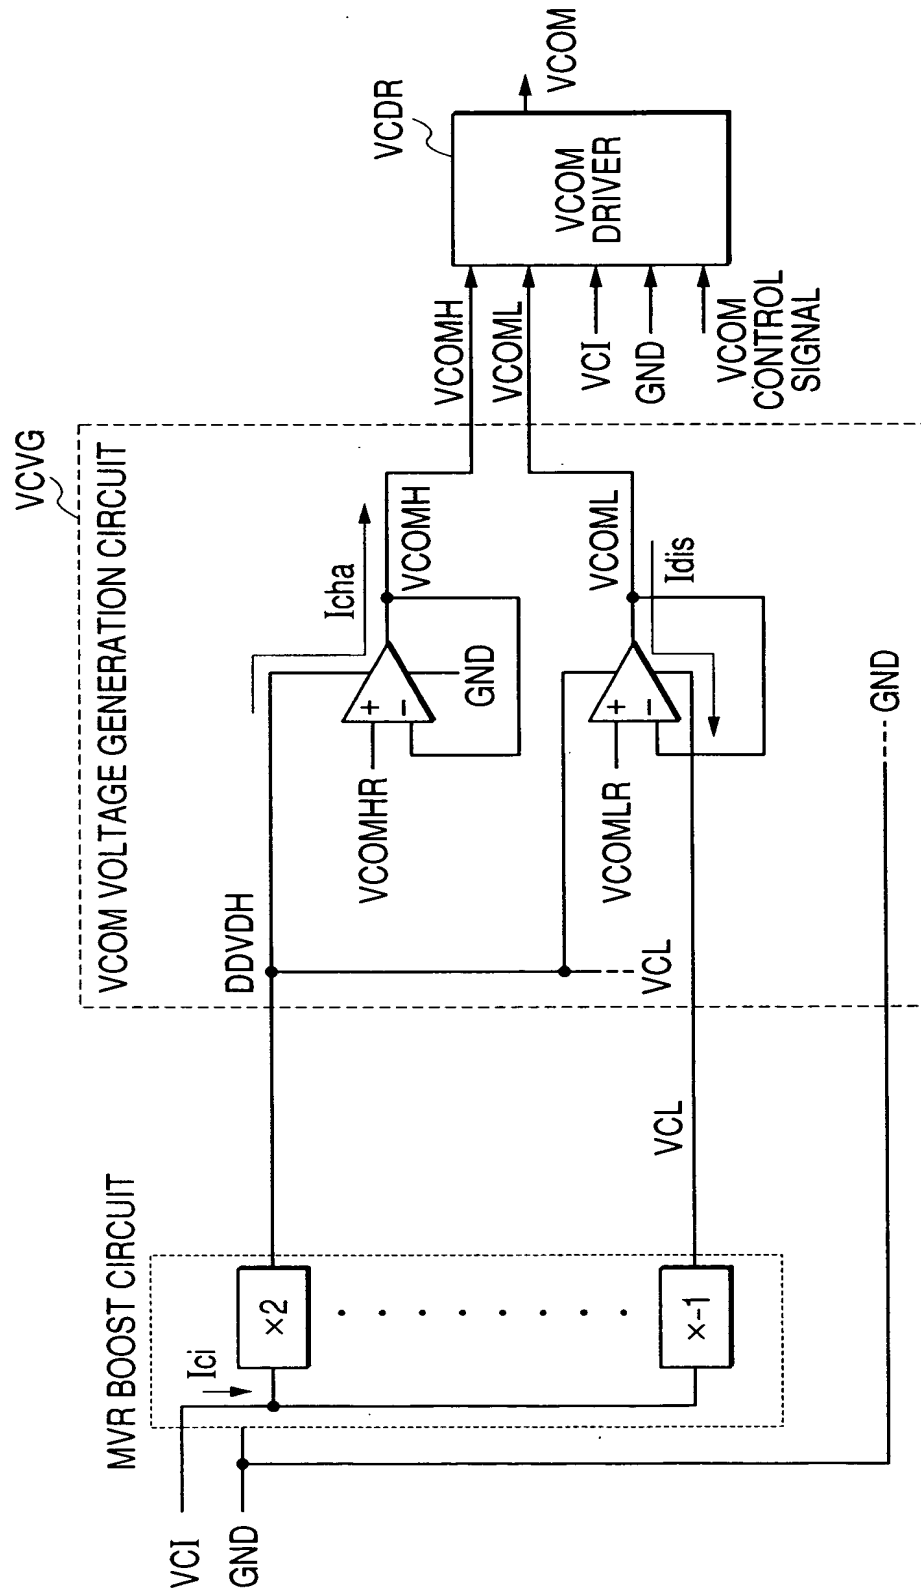 VCI
GND
MVR BOOST CIRCUIT
Ici
×2
×-1
VCL
VCVG
VCOM VOLTAGE GENERATION CIRCUIT
DDVDH
VCL
VCOMHR
+
-
GND
Icha
VCOMH
VCOMLR
+
-
Idis
VCOML
GND
VCOMH
VCOML
VCI
GND
VCOM
CONTROL
SIGNAL
VCDR
VCOM
DRIVER
VCOM